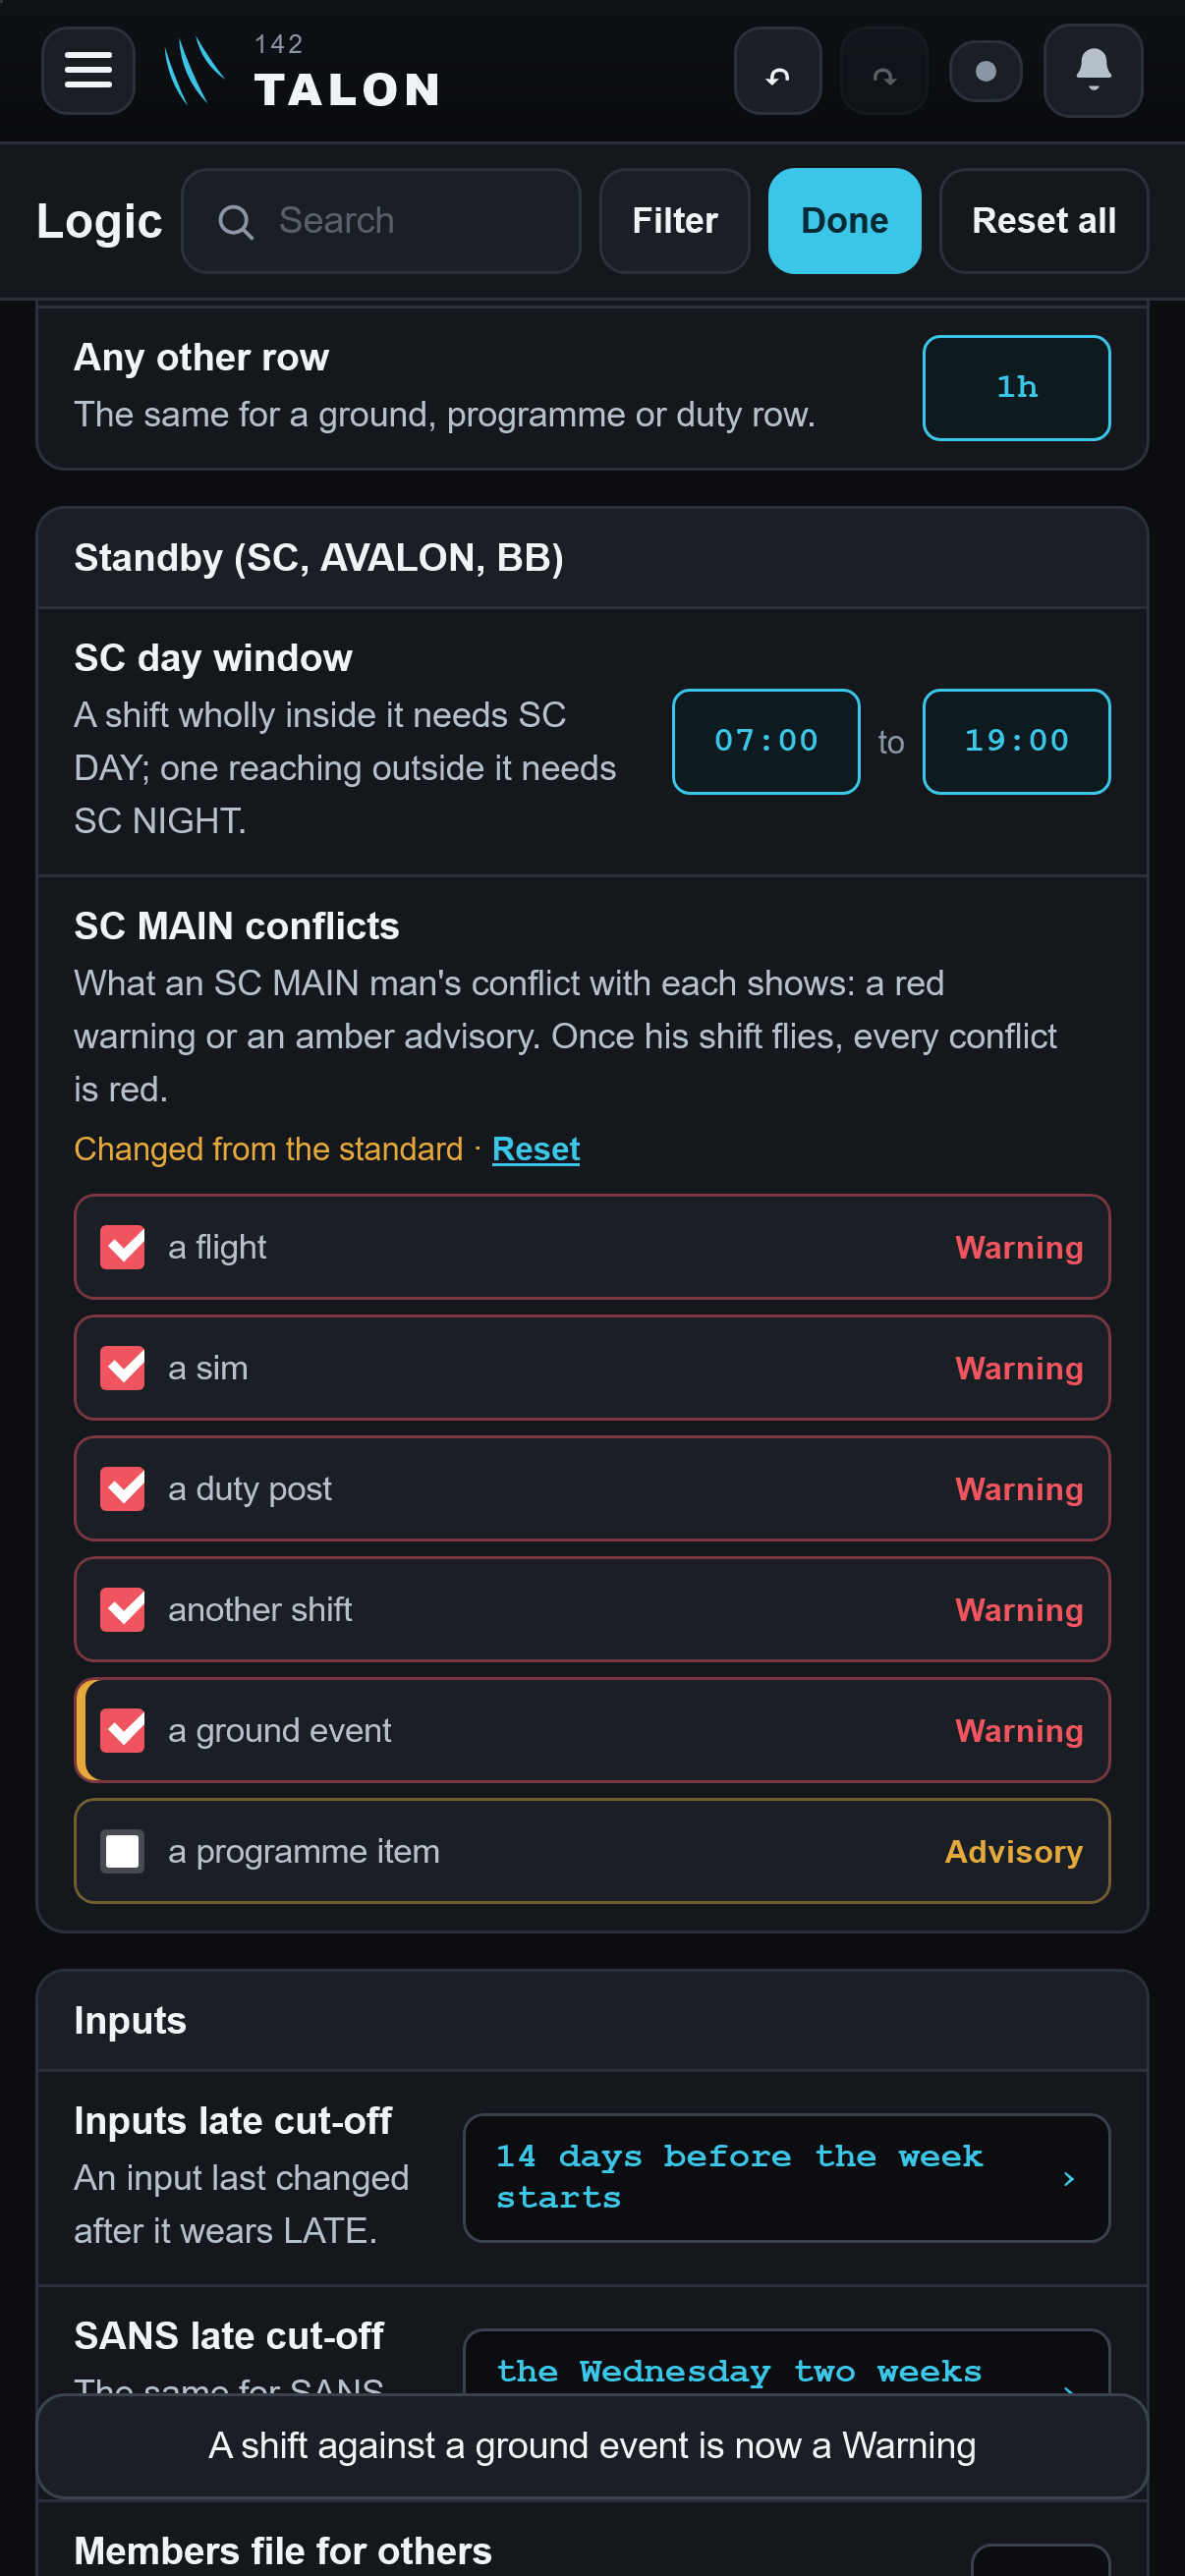 142
TALON
Logic
Search
Filter
Done
Reset all
Any other row
The same for a ground, programme or duty row.
1h
Standby (SC, AVALON, BB)
SC day window
A shift wholly inside it needs SC
DAY; one reaching outside it needs
SC NIGHT.
07:00 to 19:00
SC MAIN conflicts
What an SC MAIN man's conflict with each shows: a red
warning or an amber advisory. Once his shift flies, every conflict
is red.
Changed from the standard · Reset
a flight Warning
a sim Warning
a duty post Warning
another shift Warning
a ground event Warning
a programme item Advisory
Inputs
Inputs late cut-off
An input last changed
after it wears LATE.
14 days before the week
starts
SANS late cut-off
The same for SANS
the Wednesday two weeks
A shift against a ground event is now a Warning
Members file for others